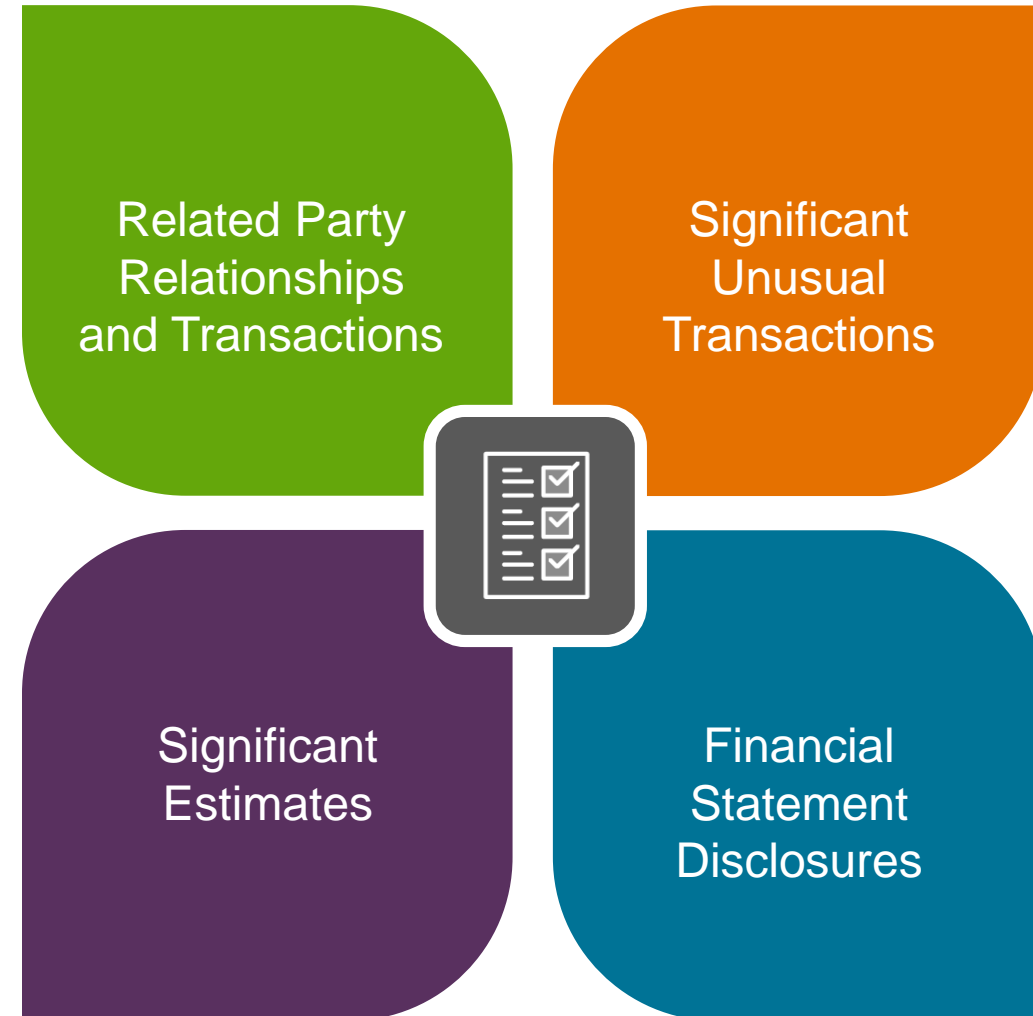 Related Party
Relationships
and Transactions
Significant
Unusual
Transactions
Significant
Estimates
Financial
Statement
Disclosures